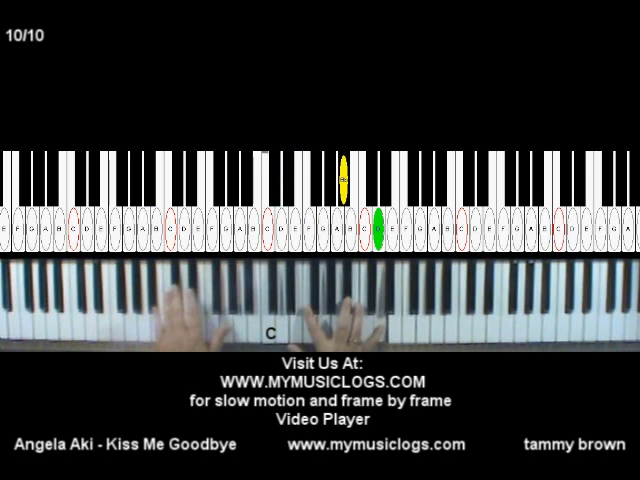 10/10
E F G A B C D E F G A B C D E F G A B C D E F G A B C D E F G A B C D E F G A B C D E F G A
C
Visit Us At:
WWW.MYMUSICLOGS.COM
for slow motion and frame by frame
Video Player
Angela Aki - Kiss Me Goodbye www.mymusiclogs.com tammy brown